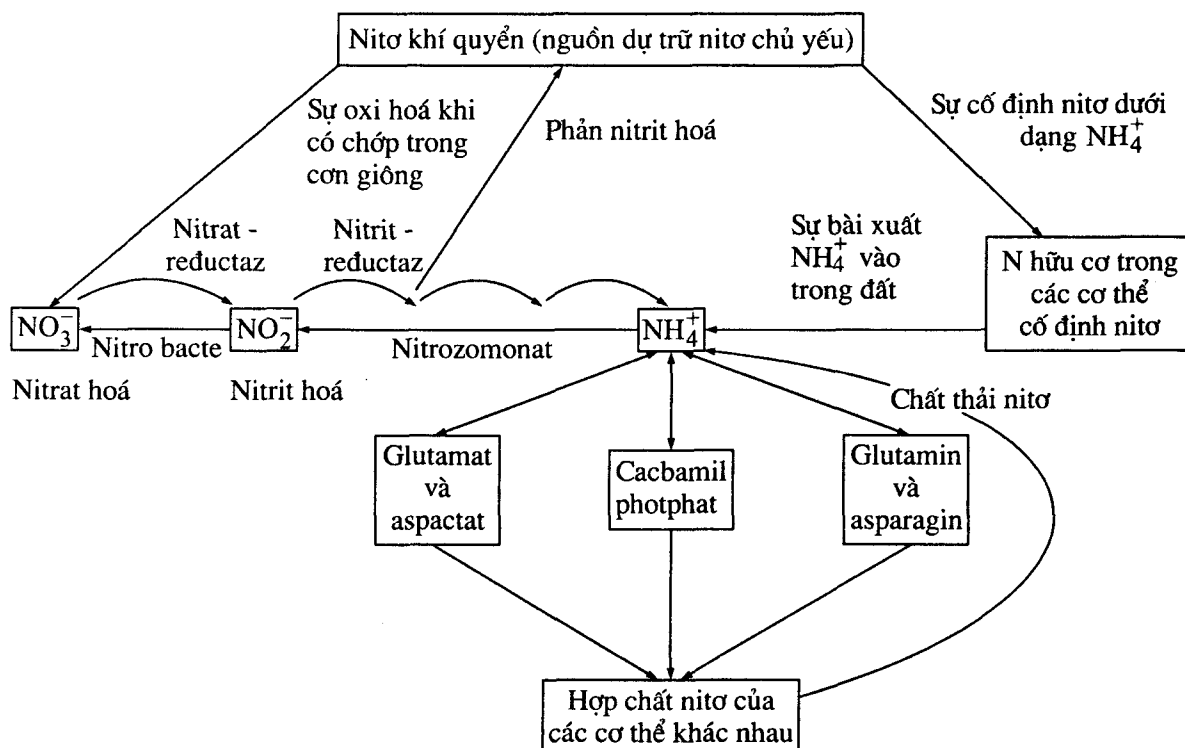 Nitơ khí quyển (nguồn dự trữ nitơ chủ yếu)
Sự oxi hoá khi
có chớp trong
cơn giông
Phản nitrit hoá
Sự cố định nitơ dưới
dạng NH₄⁺
Nitrat -
ređuctaz
Nitrit -
ređuctaz
Sự bài xuất
NH₄⁺ vào
trong đất
N hữu cơ trong
các cơ thể
cố định nitơ
NO₃⁻
NO₂⁻
NH₄⁺
Nitro bacte
Nitrozomonat
Nitrat hoá
Nitrit hoá
Chất thải nitơ
Glutamat
và
aspactat
Cacbamil
photphat
Glutamin
và
asparagin
Hợp chất nitơ của
các cơ thể khác nhau